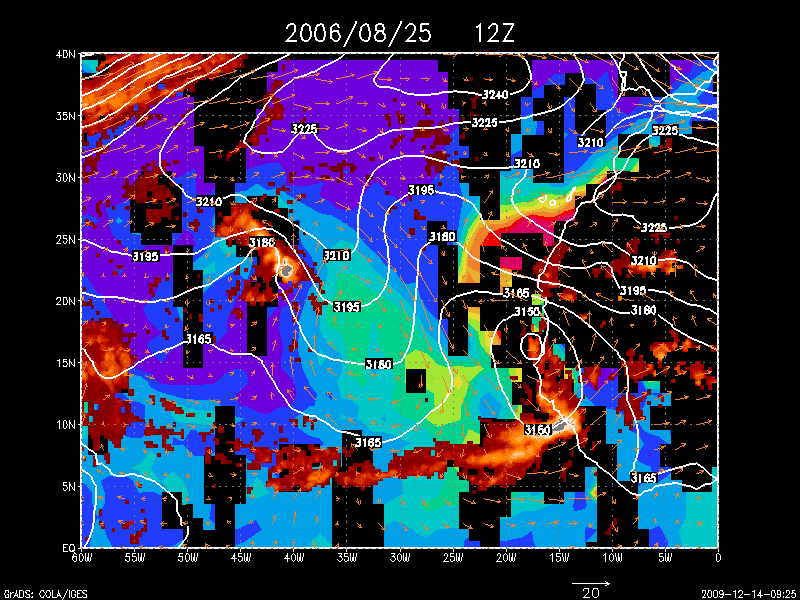 2006/08/25 12Z
40N
3240
35N
3225 3225 3225
3210
30N 3210
3195
3210
3225
25N 3180 3180
3195 3210 3210
3195
20N 3195 3165 3180
3150
3165
15N 3180
10N 3165 3150
3165
5N
EQ
60W 55W 50W 45W 40W 35W 30W 25W 20W 15W 10W 5W 0
20
GrADS: COLA/IGES 2009-12-14-09:25